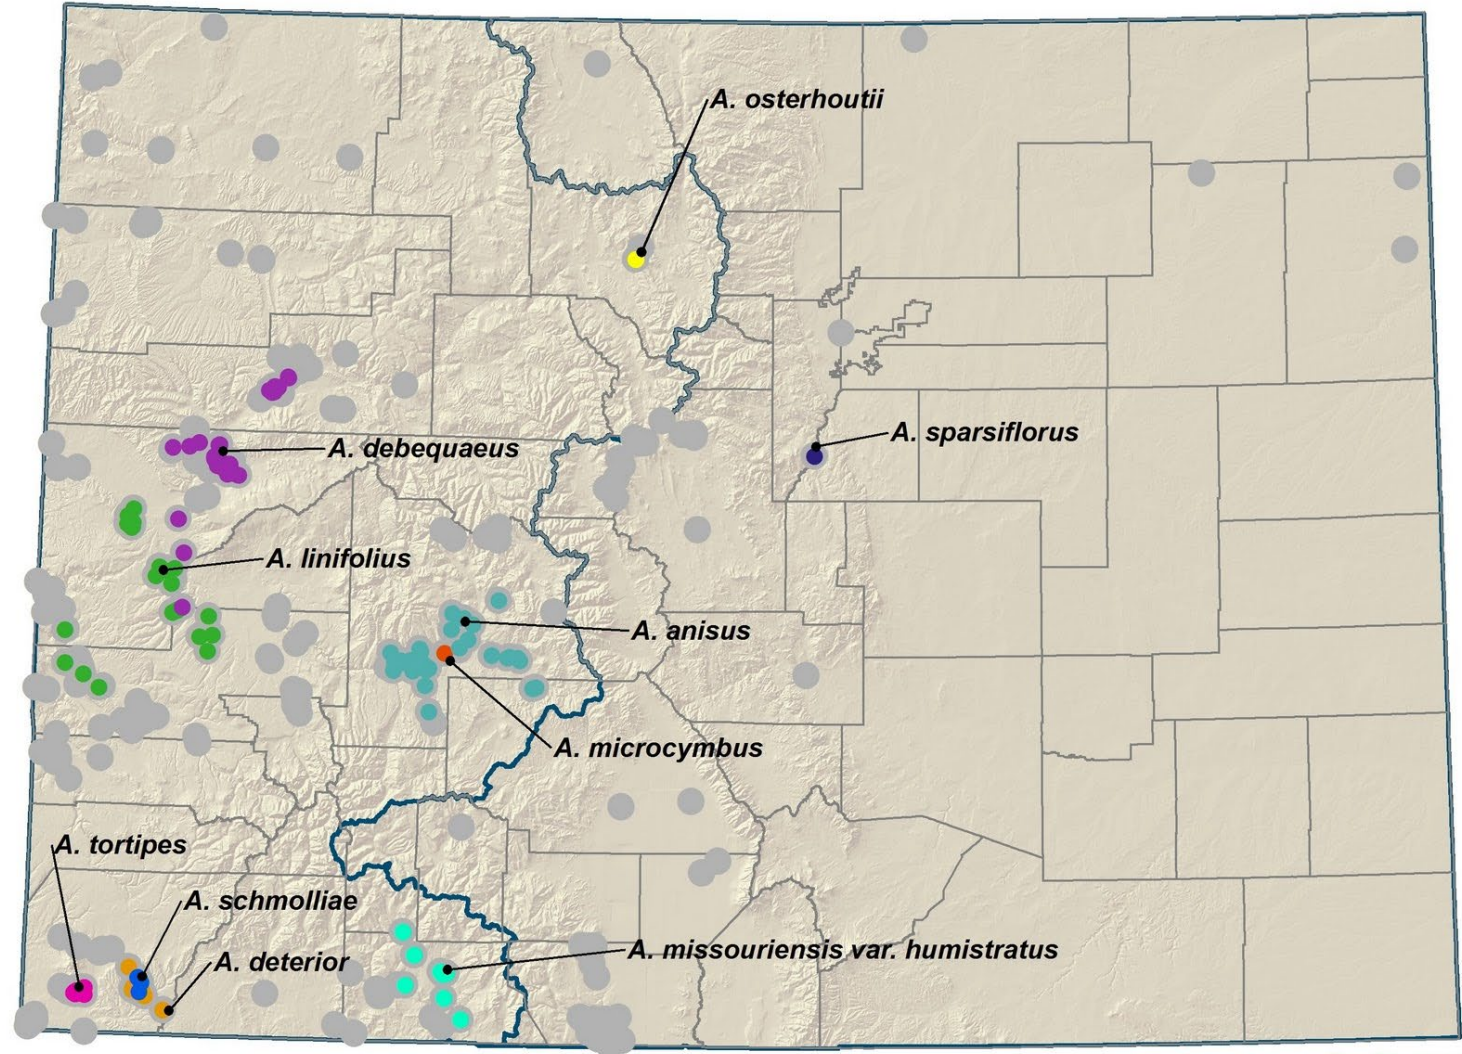 A. osterhoutii
A. sparsiflorus
A. debequaeus
A. linifolius
A. anisus
A. microcymbus
A. tortipes
A. schmolliae
A. missouriensis var. humistratus
A. deterior